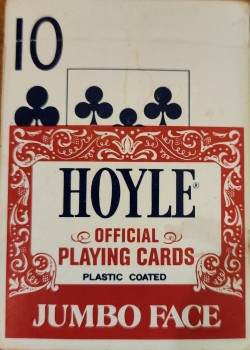 10
HOYLE®
OFFICIAL
PLAYING CARDS
PLASTIC COATED
JUMBO FACE